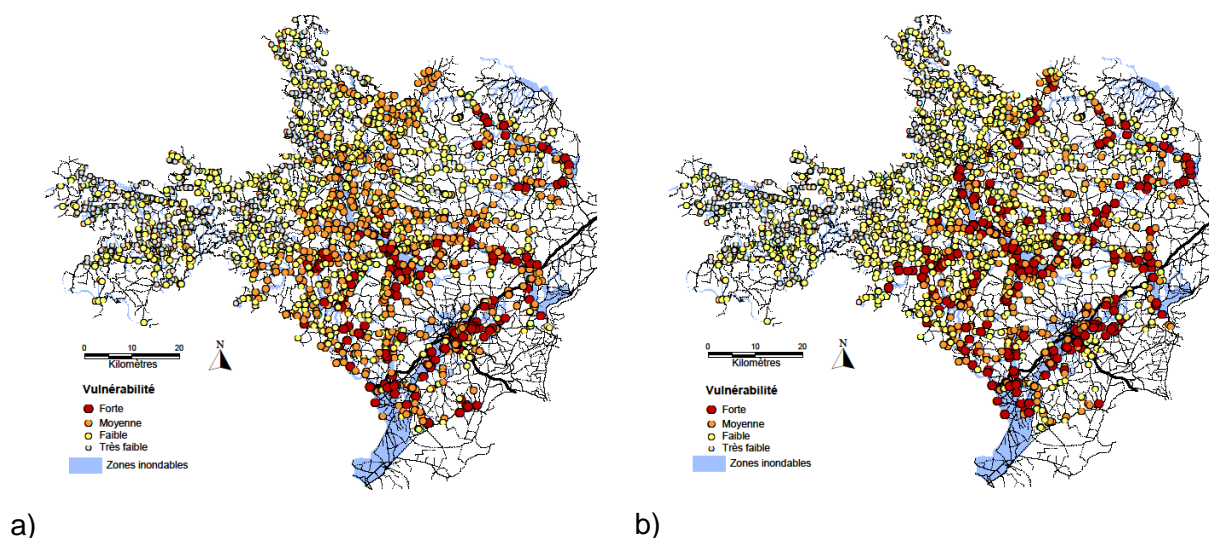 a)
b)
0 10 20
Kilomètres
N
Vulnérabilité
Forte
Moyenne
Faible
Très faible
Zones inondables
0 10 20
Kilomètres
N
Vulnérabilité
Forte
Moyenne
Faible
Très faible
Zones inondables
a)
b)